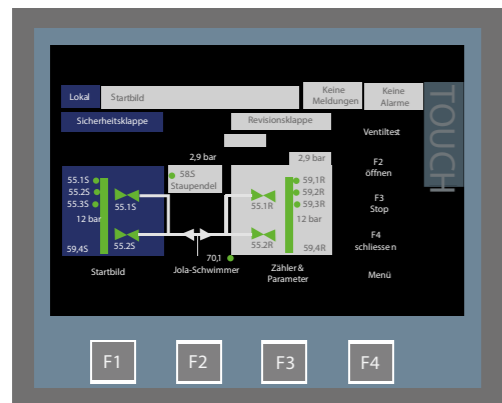 Lokal
Startbild
Keine
Meldungen
Keine
Alarme
TOUCH
Sicherheitsklappe
Revisionsklappe
Ventiltest
2,9 bar
2,9 bar
F2
öffnen
58S
Staupendel
55.1S
55.2S
55.3S
12 bar
59,4S
55.1S
55.2S
59,1R
59,2R
59,3R
12 bar
59,4R
55.1R
55.2R
F3
Stop
F4
schliessen
70,1
Startbild
Jola-Schwimmer
Zähler &
Parameter
Menü
F1
F2
F3
F4